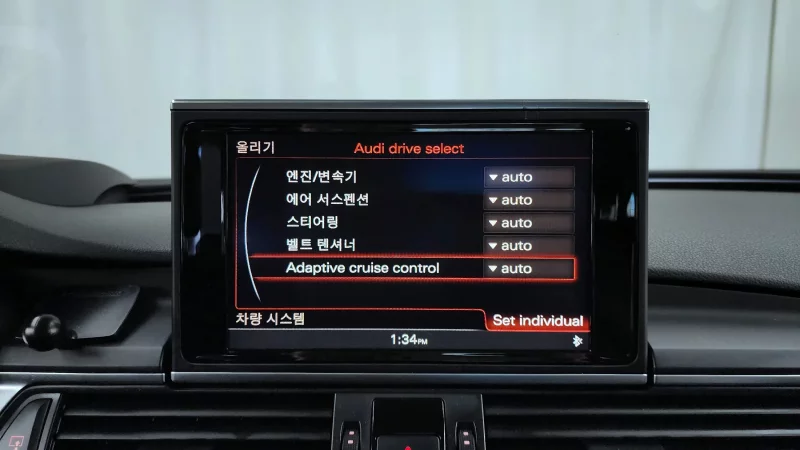 올리기 Audi drive select
엔진/변속기 auto
에어 서스펜션 auto
스티어링 auto
벨트 텐셔너 auto
Adaptive cruise control auto
차량 시스템 Set individual
1:34PM